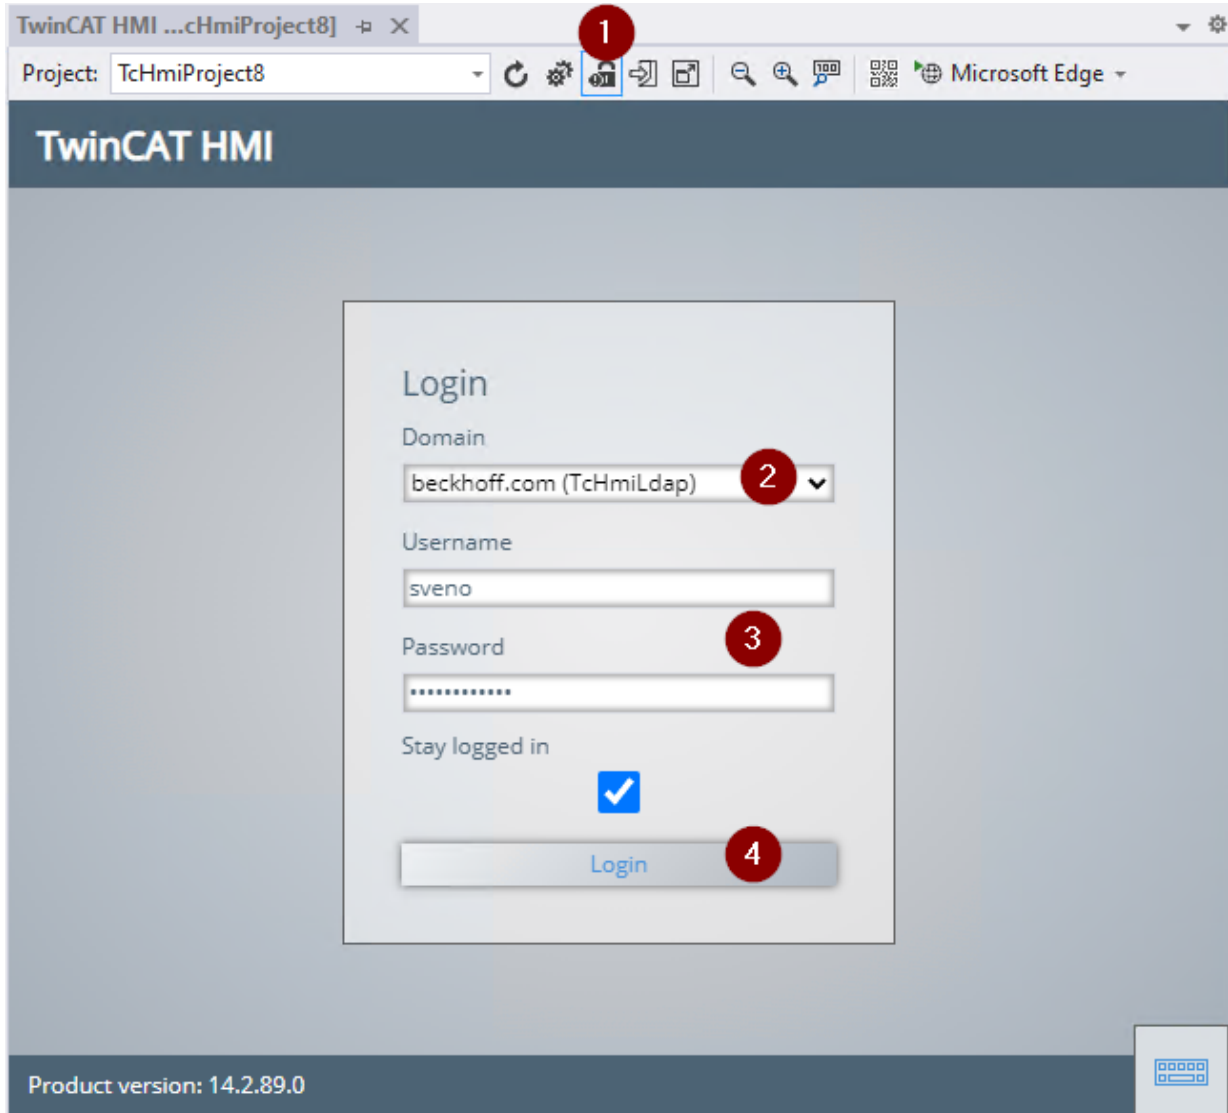 TwinCAT HMI ...cHmiProject8]
1
Project: TcHmiProject8 100 Microsoft Edge
TwinCAT HMI
Login
Domain
beckhoff.com (TcHmiLdap) 2
Username
sveno
3
Password
••••••••••••
Stay logged in
Login 4
Product version: 14.2.89.0